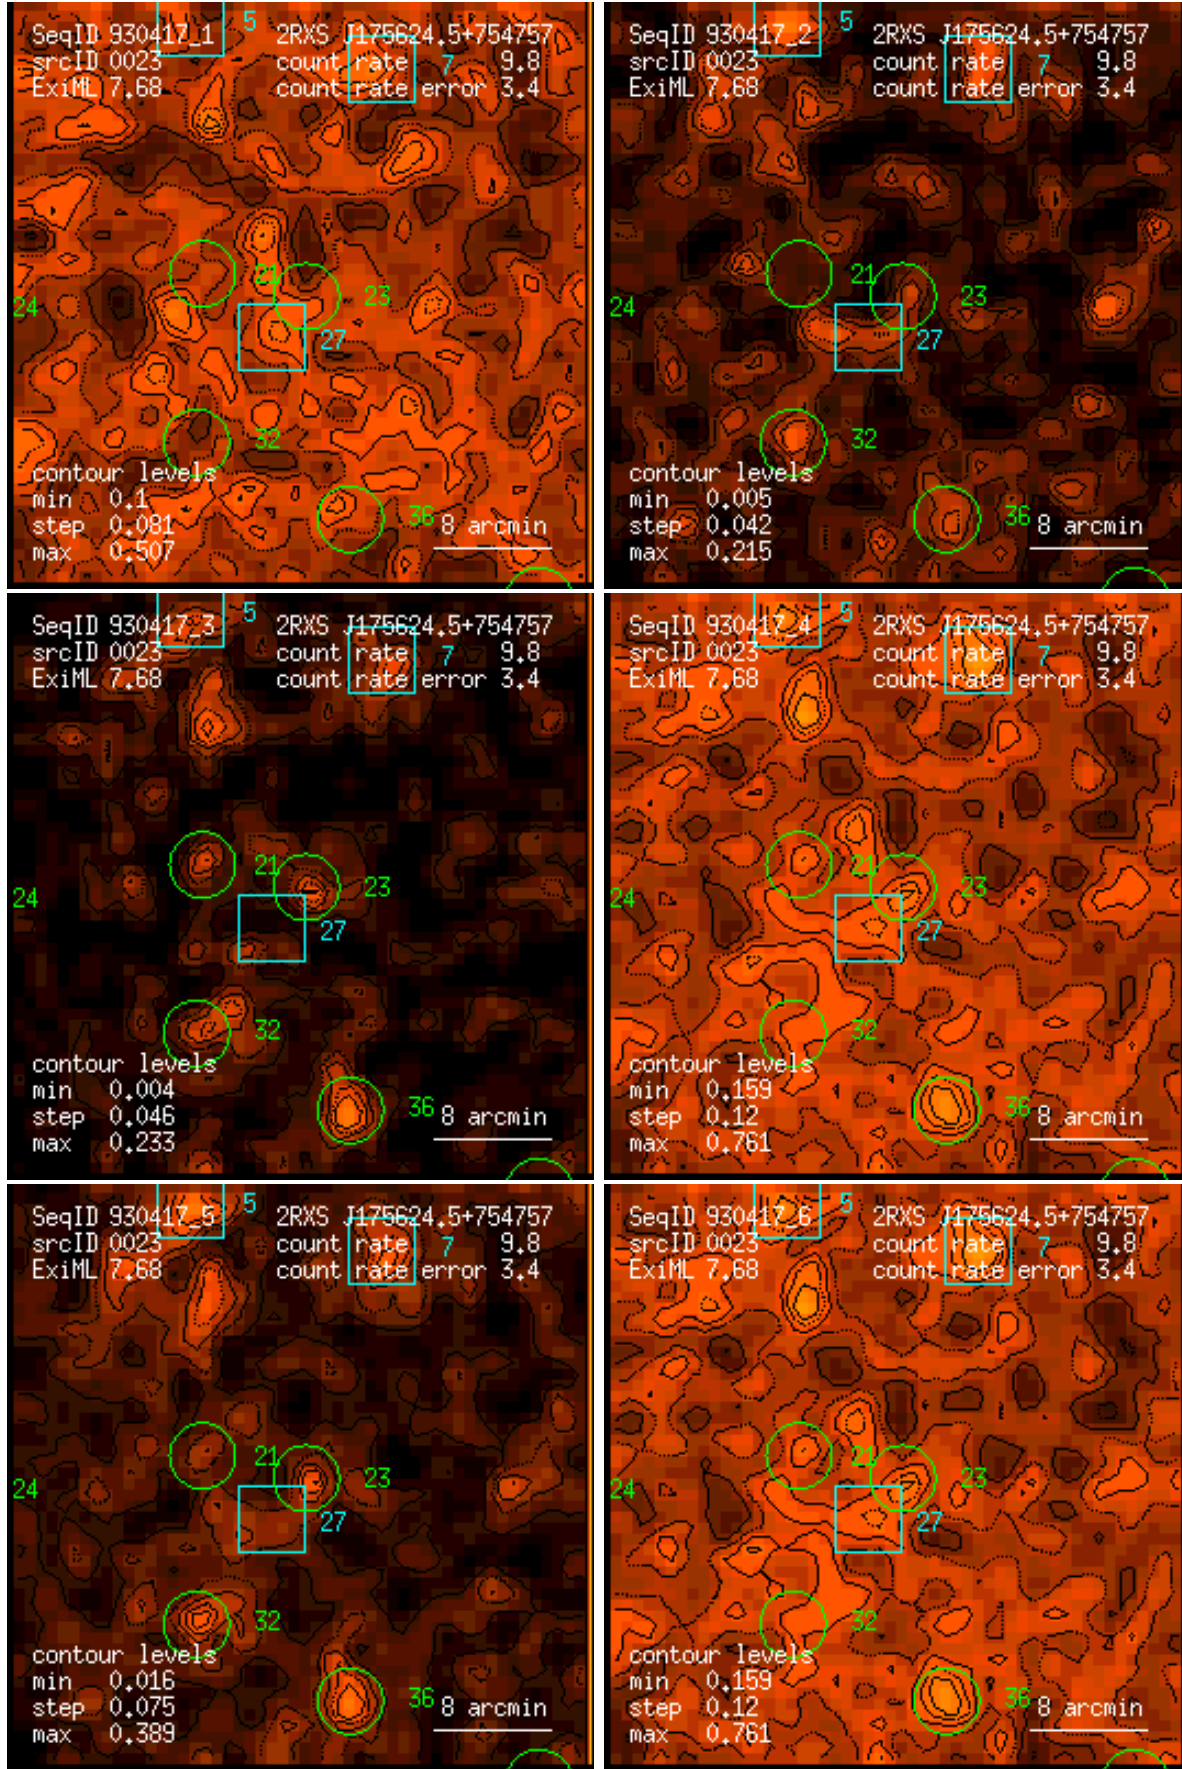 SeqID 930417_1 5 2RXS J175624.5+754757
srcID 0023 count rate 7 9.8
ExiML 7.68 count rate error 3.4
21
24 23
27
32
contour levels
min 0.1
step 0.081 36 8 arcmin
max 0.507
SeqID 930417_2 5 2RXS J175624.5+754757
srcID 0023 count rate 7 9.8
ExiML 7.68 count rate error 3.4
21
24 23
27
32
contour levels
min 0.005
step 0.042 36 8 arcmin
max 0.215
SeqID 930417_3 5 2RXS J175624.5+754757
srcID 0023 count rate 7 9.8
ExiML 7.68 count rate error 3.4
21
24 23
27
32
contour levels
min 0.004
step 0.046 36 8 arcmin
max 0.233
SeqID 930417_4 5 2RXS J175624.5+754757
srcID 0023 count rate 7 9.8
ExiML 7.68 count rate error 3.4
21
24 23
27
32
contour levels
min 0.159
step 0.12 36 8 arcmin
max 0.761
SeqID 930417_5 5 2RXS J175624.5+754757
srcID 0023 count rate 7 9.8
ExiML 7.68 count rate error 3.4
21
24 23
27
32
contour levels
min 0.016
step 0.075 36 8 arcmin
max 0.389
SeqID 930417_6 5 2RXS J175624.5+754757
srcID 0023 count rate 7 9.8
ExiML 7.68 count rate error 3.4
21
24 23
27
32
contour levels
min 0.159
step 0.12 36 8 arcmin
max 0.761